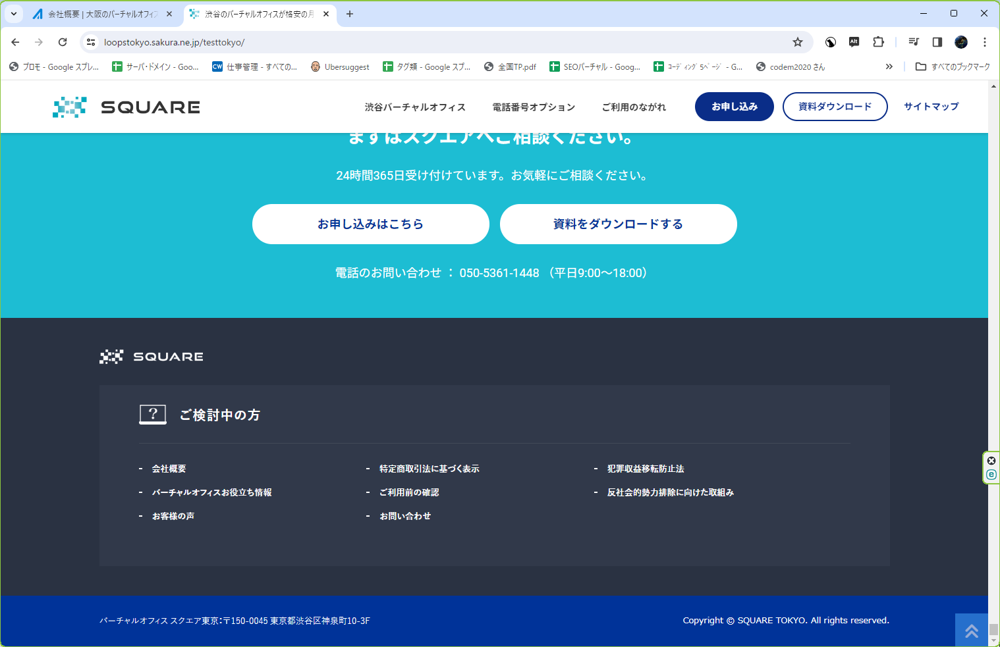 会社概要 | 大阪のバーチャルオフィス
渋谷のバーチャルオフィスが格安の月
loopstokyo.sakura.ne.jp/testtokyo/
プロモ - Google スプレ...
サーバ・ドメイン - Goo...
CW 仕事管理 - すべての...
Ubersuggest
タグ類 - Google スプ...
全国TP.pdf
SEOバーチャル - Goog...
ｺｰﾃﾞｨﾝｸﾞ 5ﾍﾟｰｼﾞ - G...
codem2020 さん
すべてのブックマーク
SQUARE
渋谷バーチャルオフィス
電話番号オプション
ご利用のながれ
お申し込み
資料ダウンロード
サイトマップ
まずはスクエアへご相談ください。
24時間365日受け付けています。お気軽にご相談ください。
お申し込みはこちら
資料をダウンロードする
電話のお問い合わせ ： 050-5361-1448 （平日9:00〜18:00）
SQUARE
? ご検討中の方
- 会社概要
- 特定商取引法に基づく表示
- 犯罪収益移転防止法
- バーチャルオフィスお役立ち情報
- ご利用前の確認
- 反社会的勢力排除に向けた取組み
- お客様の声
- お問い合わせ
バーチャルオフィス スクエア東京：〒150-0045 東京都渋谷区神泉町10-3F
Copyright © SQUARE TOKYO. All rights reserved.